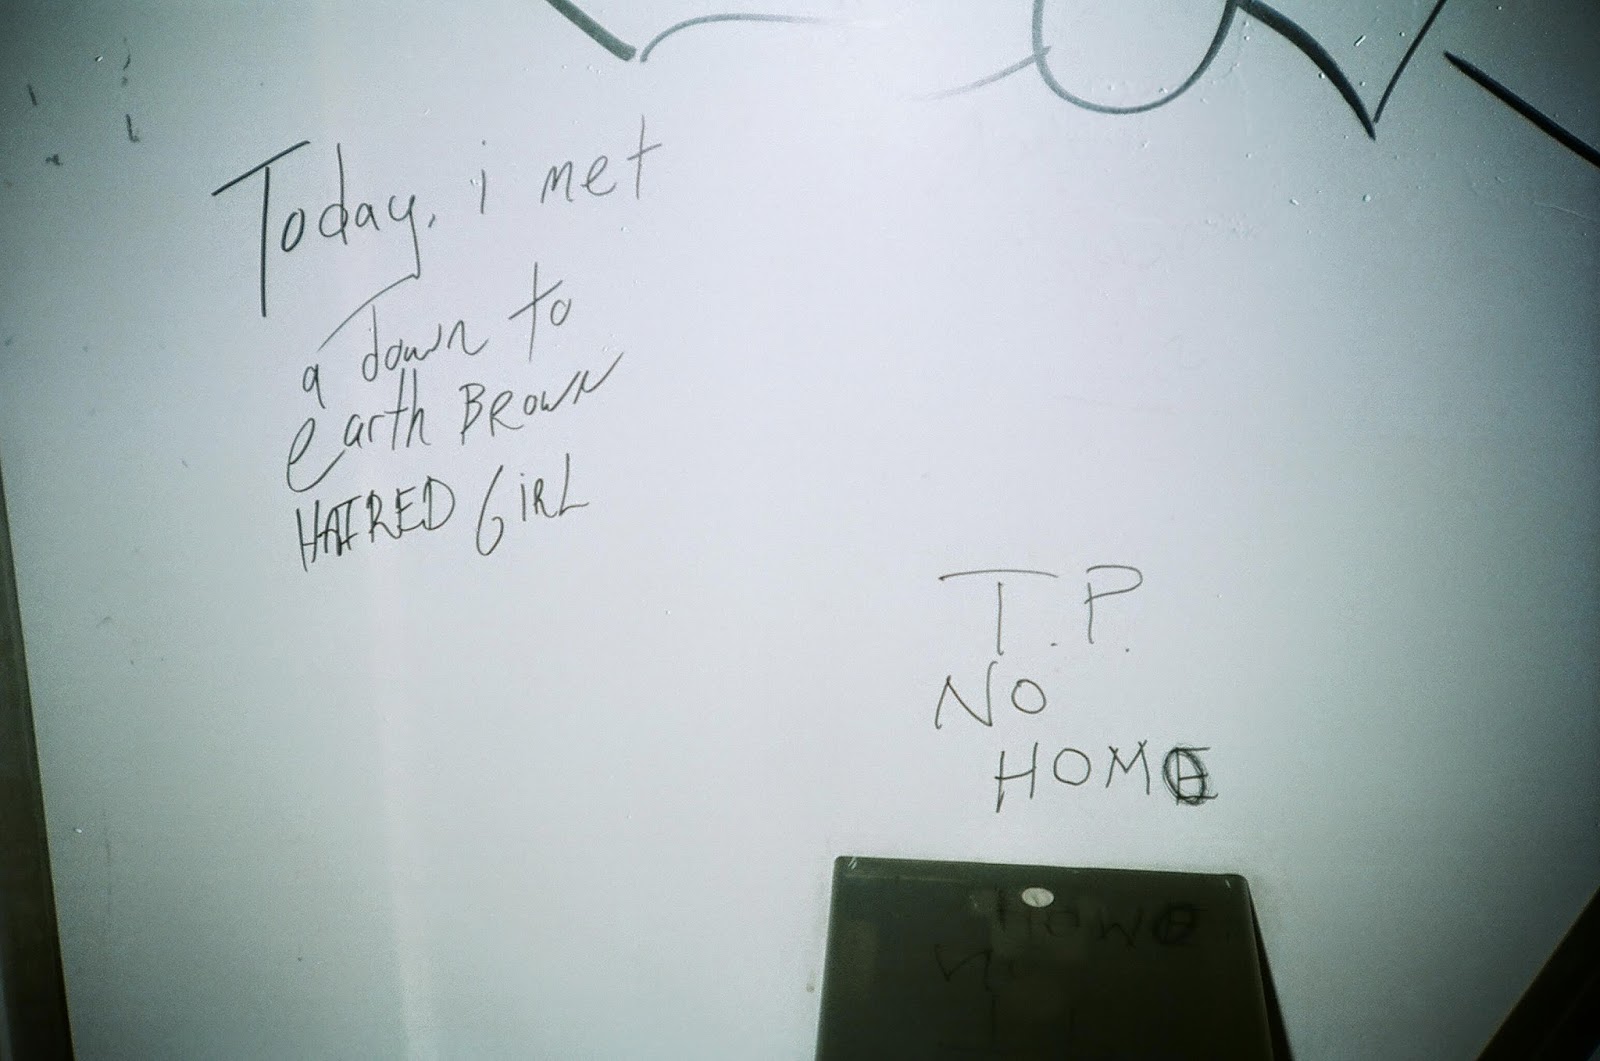 Today, i met
a down to
earth BROWN
HAIRED GiRL
T.P.
NO
HOME